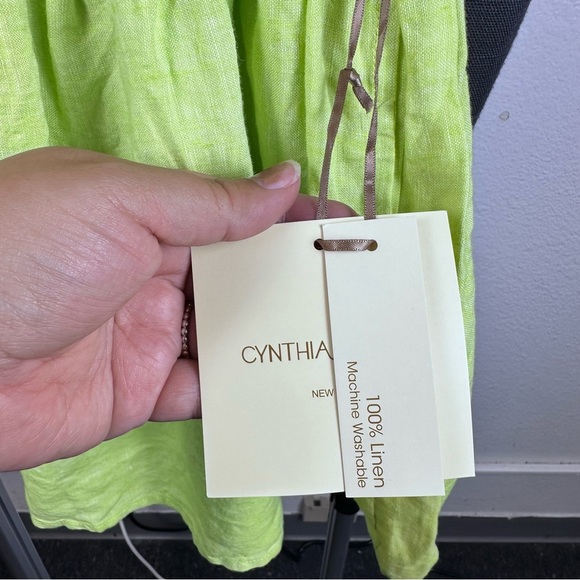 CYNTHIA
NEW
100% Linen
Machine Washable